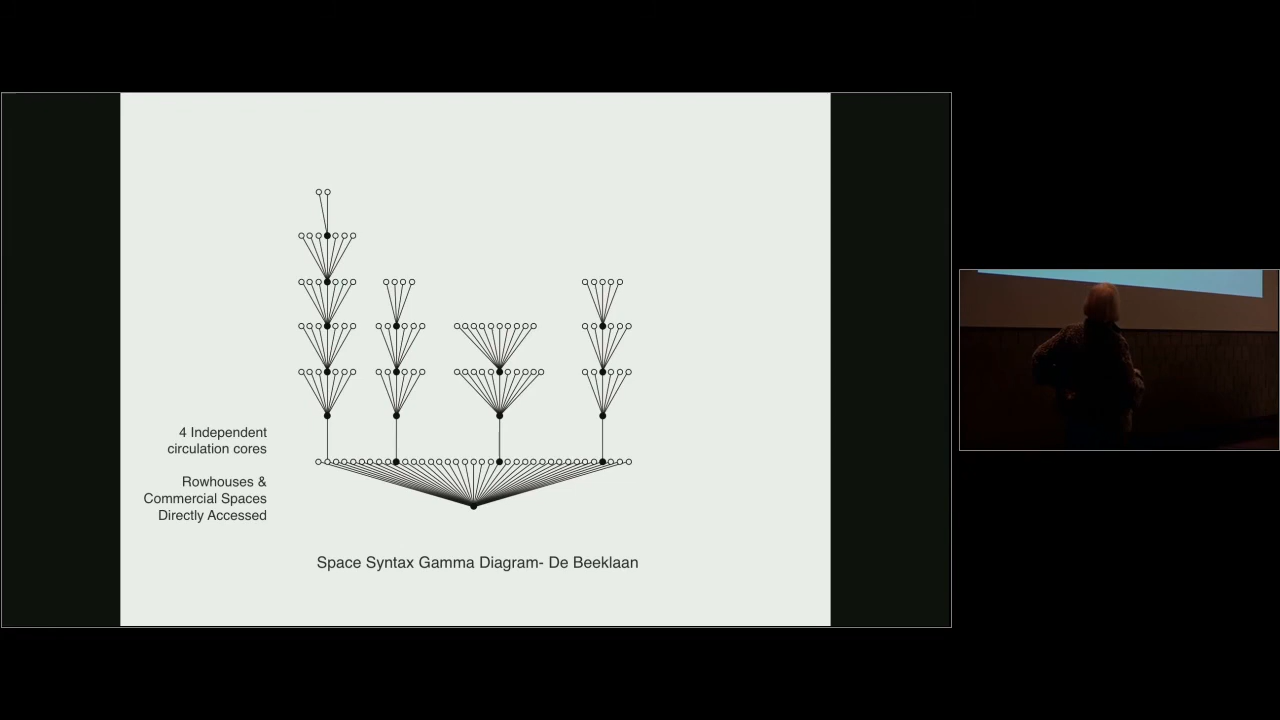 4 Independent
circulation cores
Rowhouses &
Commercial Spaces
Directly Accessed
Space Syntax Gamma Diagram- De Beeklaan